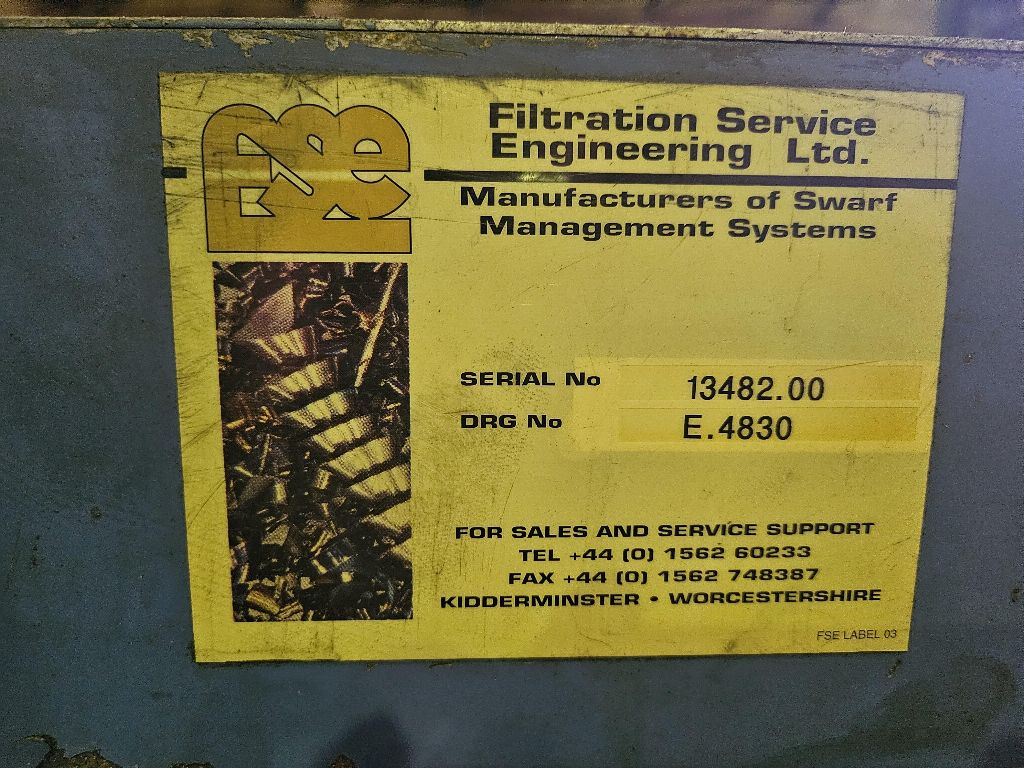 FSE
Filtration Service
Engineering Ltd.
Manufacturers of Swarf
Management Systems
SERIAL No 13482.00
DRG No E.4830
FOR SALES AND SERVICE SUPPORT
TEL +44 (0) 1562 60233
FAX +44 (0) 1562 748387
KIDDERMINSTER • WORCESTERSHIRE
FSE LABEL 03